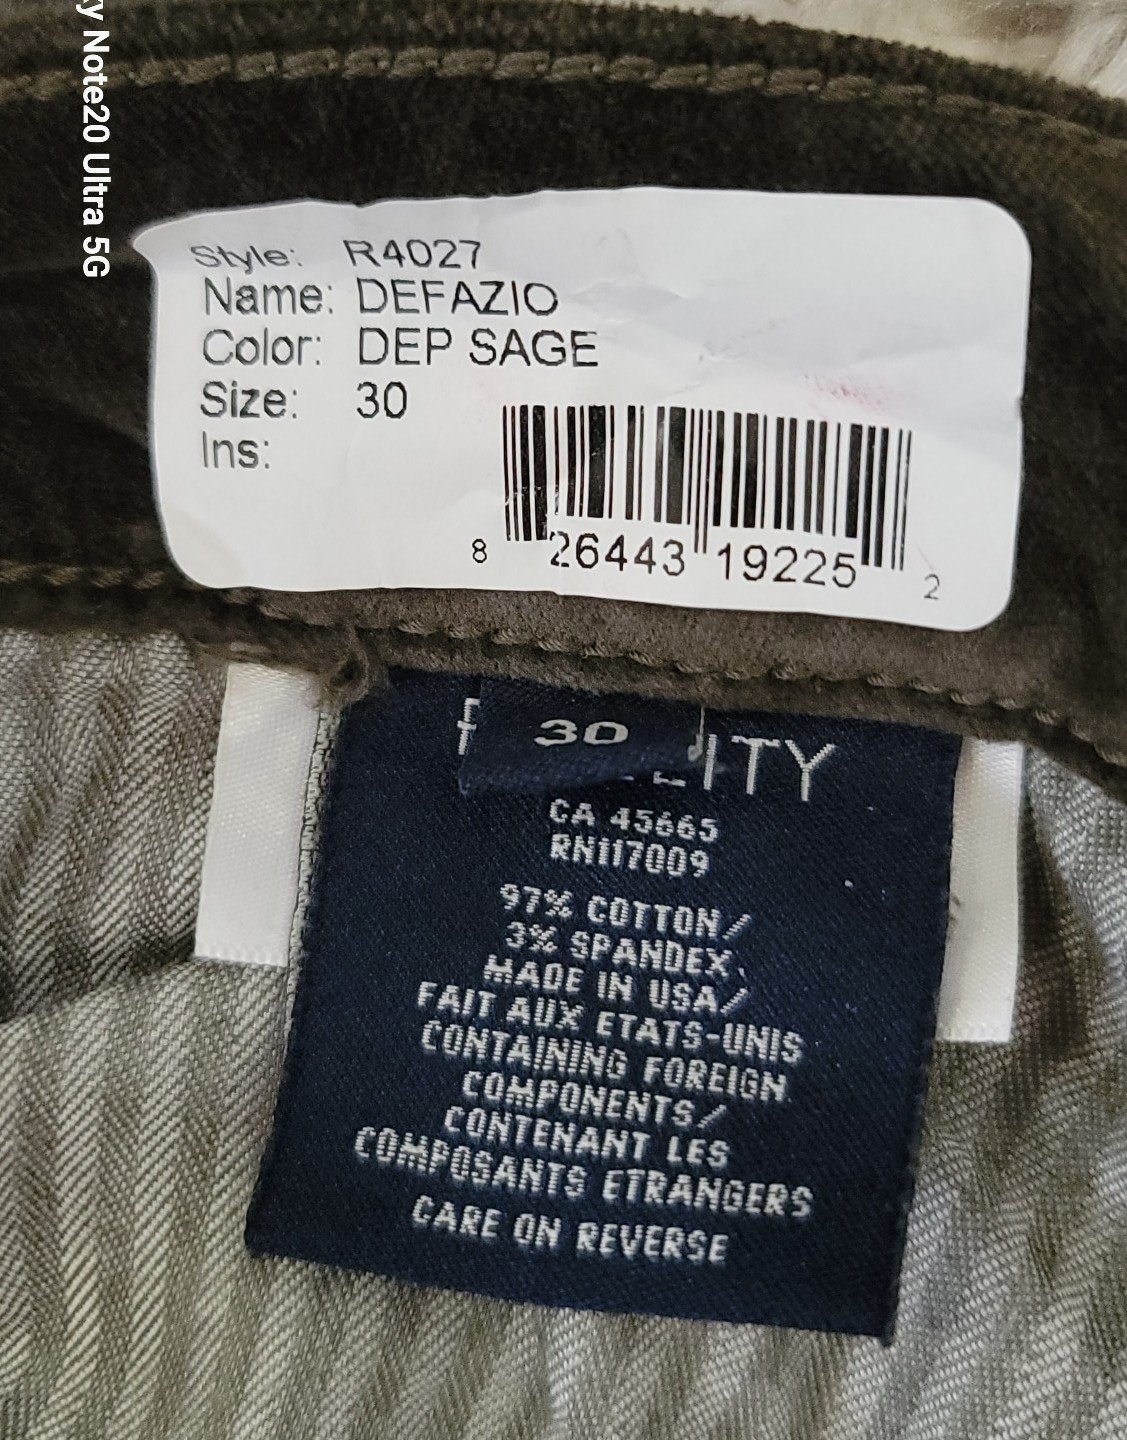 y Note20 Ultra 5G
Style: R4027
Name: DEFAZIO
Color: DEP SAGE
Size: 30
Ins:
8 26443 19225 2
30
ITY
CA 45665
RN117009
97% COTTON/
3% SPANDEX
MADE IN USA/
FAIT AUX ETATS-UNIS
CONTAINING FOREIGN
COMPONENTS/
CONTENANT LES
COMPOSANTS ETRANGERS
CARE ON REVERSE